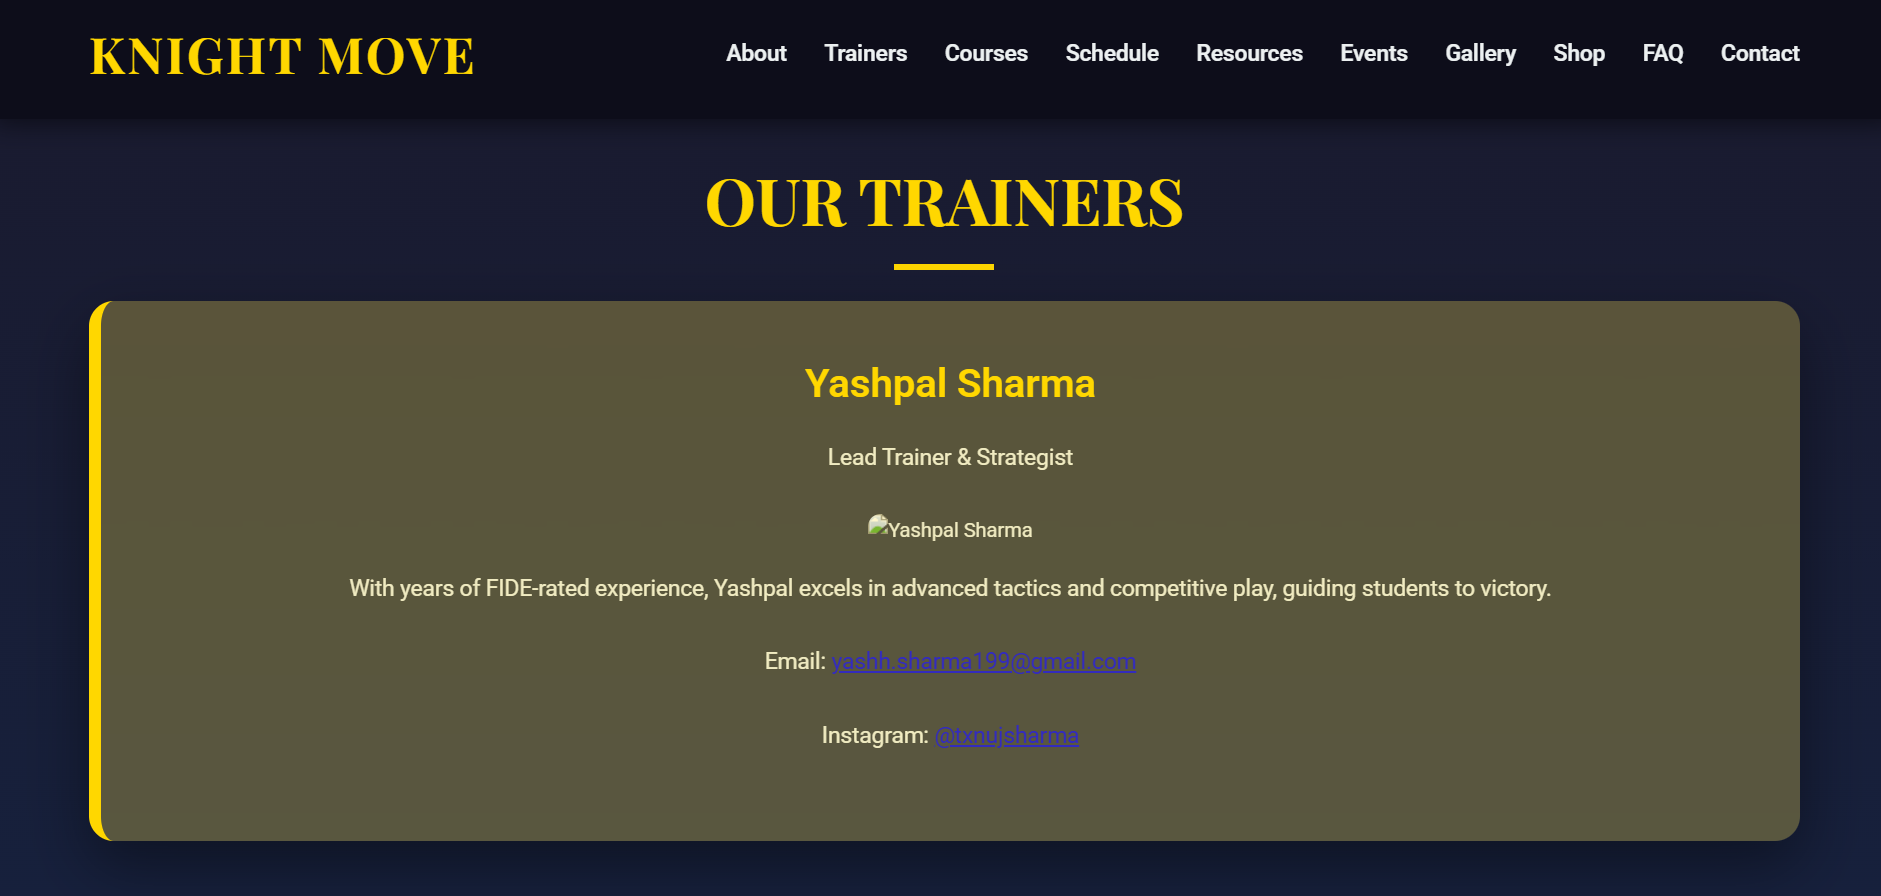 KNIGHT MOVE
About Trainers Courses Schedule Resources Events Gallery Shop FAQ Contact
OUR TRAINERS
Yashpal Sharma
Lead Trainer & Strategist
Yashpal Sharma
With years of FIDE-rated experience, Yashpal excels in advanced tactics and competitive play, guiding students to victory.
Email: yashh.sharma199@gmail.com
Instagram: @txnujsharma